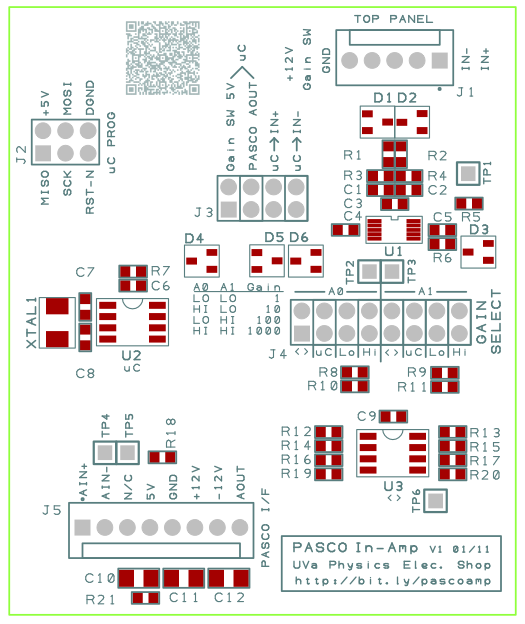 TOP PANEL
+12V
Gain SW
GND
IN-
IN+
J1
uC
Gain SW 5V
PASCO AOUT
uC→IN+
uC→IN-
J3
+5V
MOSI
DGND
J2
uC PROG
MISO
SCK
RST-N
D1 D2
R1 R2
R3 R4
C1 C2
C3
TP1
R5
C4
C5
U1
R6
D3
D4 D5 D6
TP2 TP3
C7
R7
C6
XTAL1
C8
U2
uC
A0 A1 Gain
LO LO 1
HI LO 10
LO HI 100
HI HI 1000
A0 A1
GAIN
SELECT
J4
<> uC Lo Hi <> uC Lo Hi
R8 R9
R10 R11
C9
R12 R13
R14 R15
R16 R17
R19 R20
U3
<>
TP6
TP4 TP5
R18
AIN+
AIN-
N/C
5V
GND
+12V
-12V
AOUT
J5
PASCO I/F
C10 C11 C12
R21
PASCO In-Amp V1 01/11
UVa Physics Elec. Shop
http://bit.ly/pascoamp